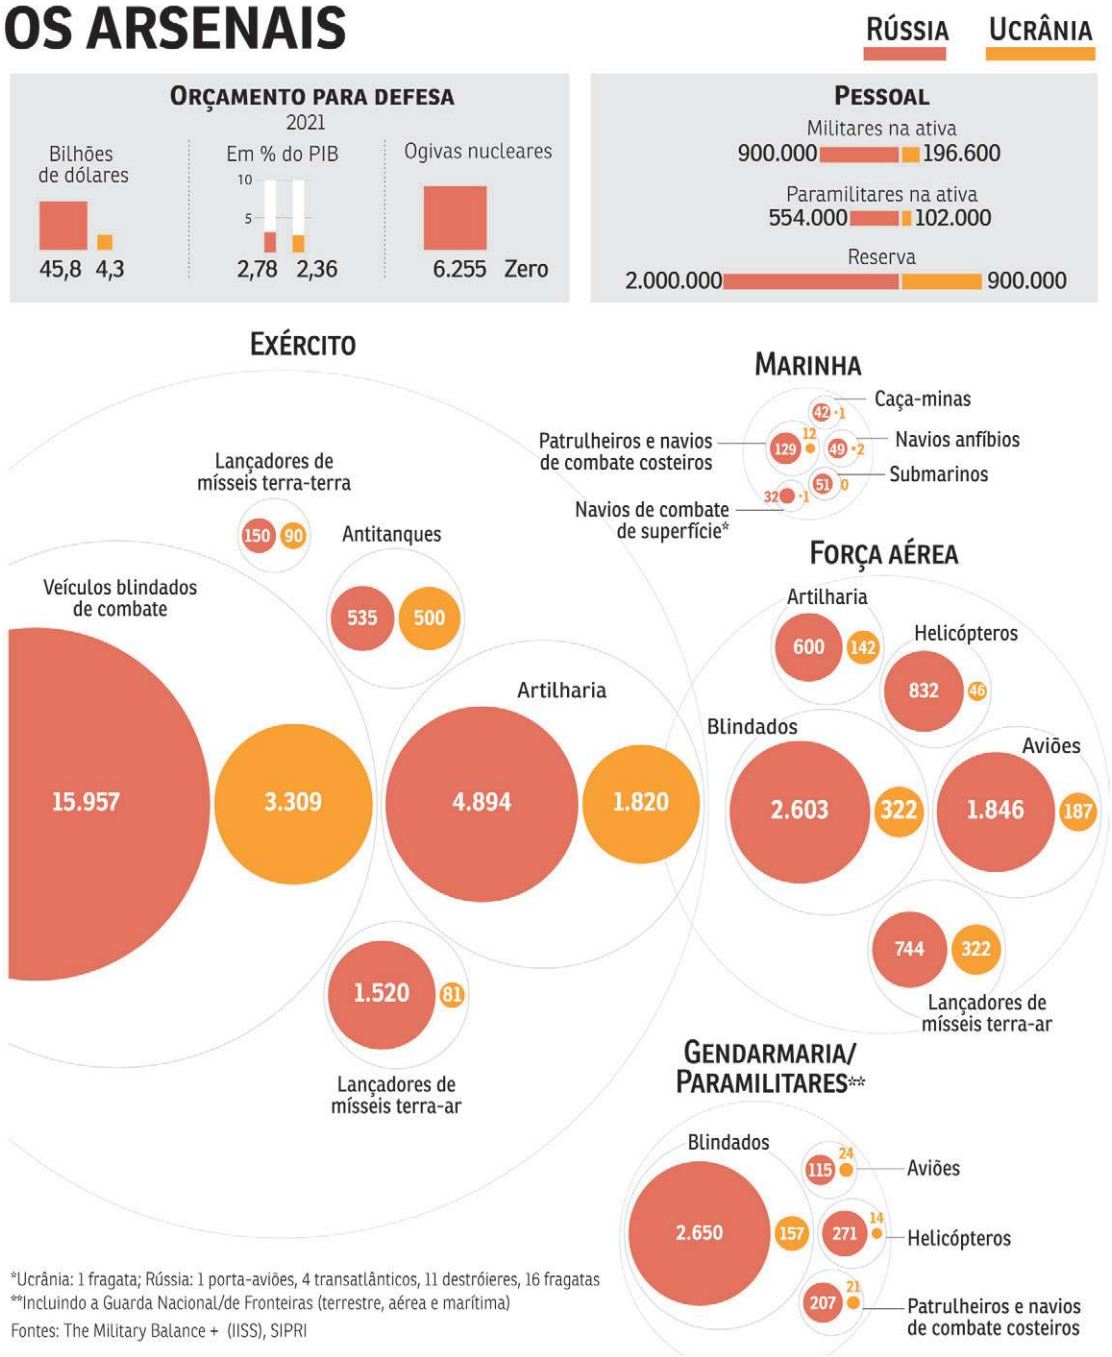 OS ARSENAIS
RÚSSIA UCRÂNIA
ORÇAMENTO PARA DEFESA
2021
Bilhões
de dólares
45,8 4,3
Em % do PIB
10
5
2,78 2,36
Ogivas nucleares
6.255 Zero
PESSOAL
Militares na ativa
900.000 196.600
Paramilitares na ativa
554.000 102.000
Reserva
2.000.000 900.000
EXÉRCITO
Lançadores de
mísseis terra-terra
150 90
Antitanques
535 500
Veículos blindados
de combate
15.957 3.309
Artilharia
4.894 1.820
1.520 81
Lançadores de
mísseis terra-ar
MARINHA
Caça-minas
42 1
Patrulheiros e navios
de combate costeiros
129 12
Navios anfíbios
49 2
Submarinos
51 0
Navios de combate
de superfície*
32 1
FORÇA AÉREA
Artilharia
600 142
Helicópteros
832 46
Blindados
2.603 322
Aviões
1.846 187
744 322
Lançadores de
mísseis terra-ar
GENDARMARIA/
PARAMILITARES**
Blindados
2.650 157
24
115 Aviões
14
271 Helicópteros
21
207 Patrulheiros e navios
de combate costeiros
*Ucrânia: 1 fragata; Rússia: 1 porta-aviões, 4 transatlânticos, 11 destróieres, 16 fragatas
**Incluindo a Guarda Nacional/de Fronteiras (terrestre, aérea e marítima)
Fontes: The Military Balance + (IISS), SIPRI